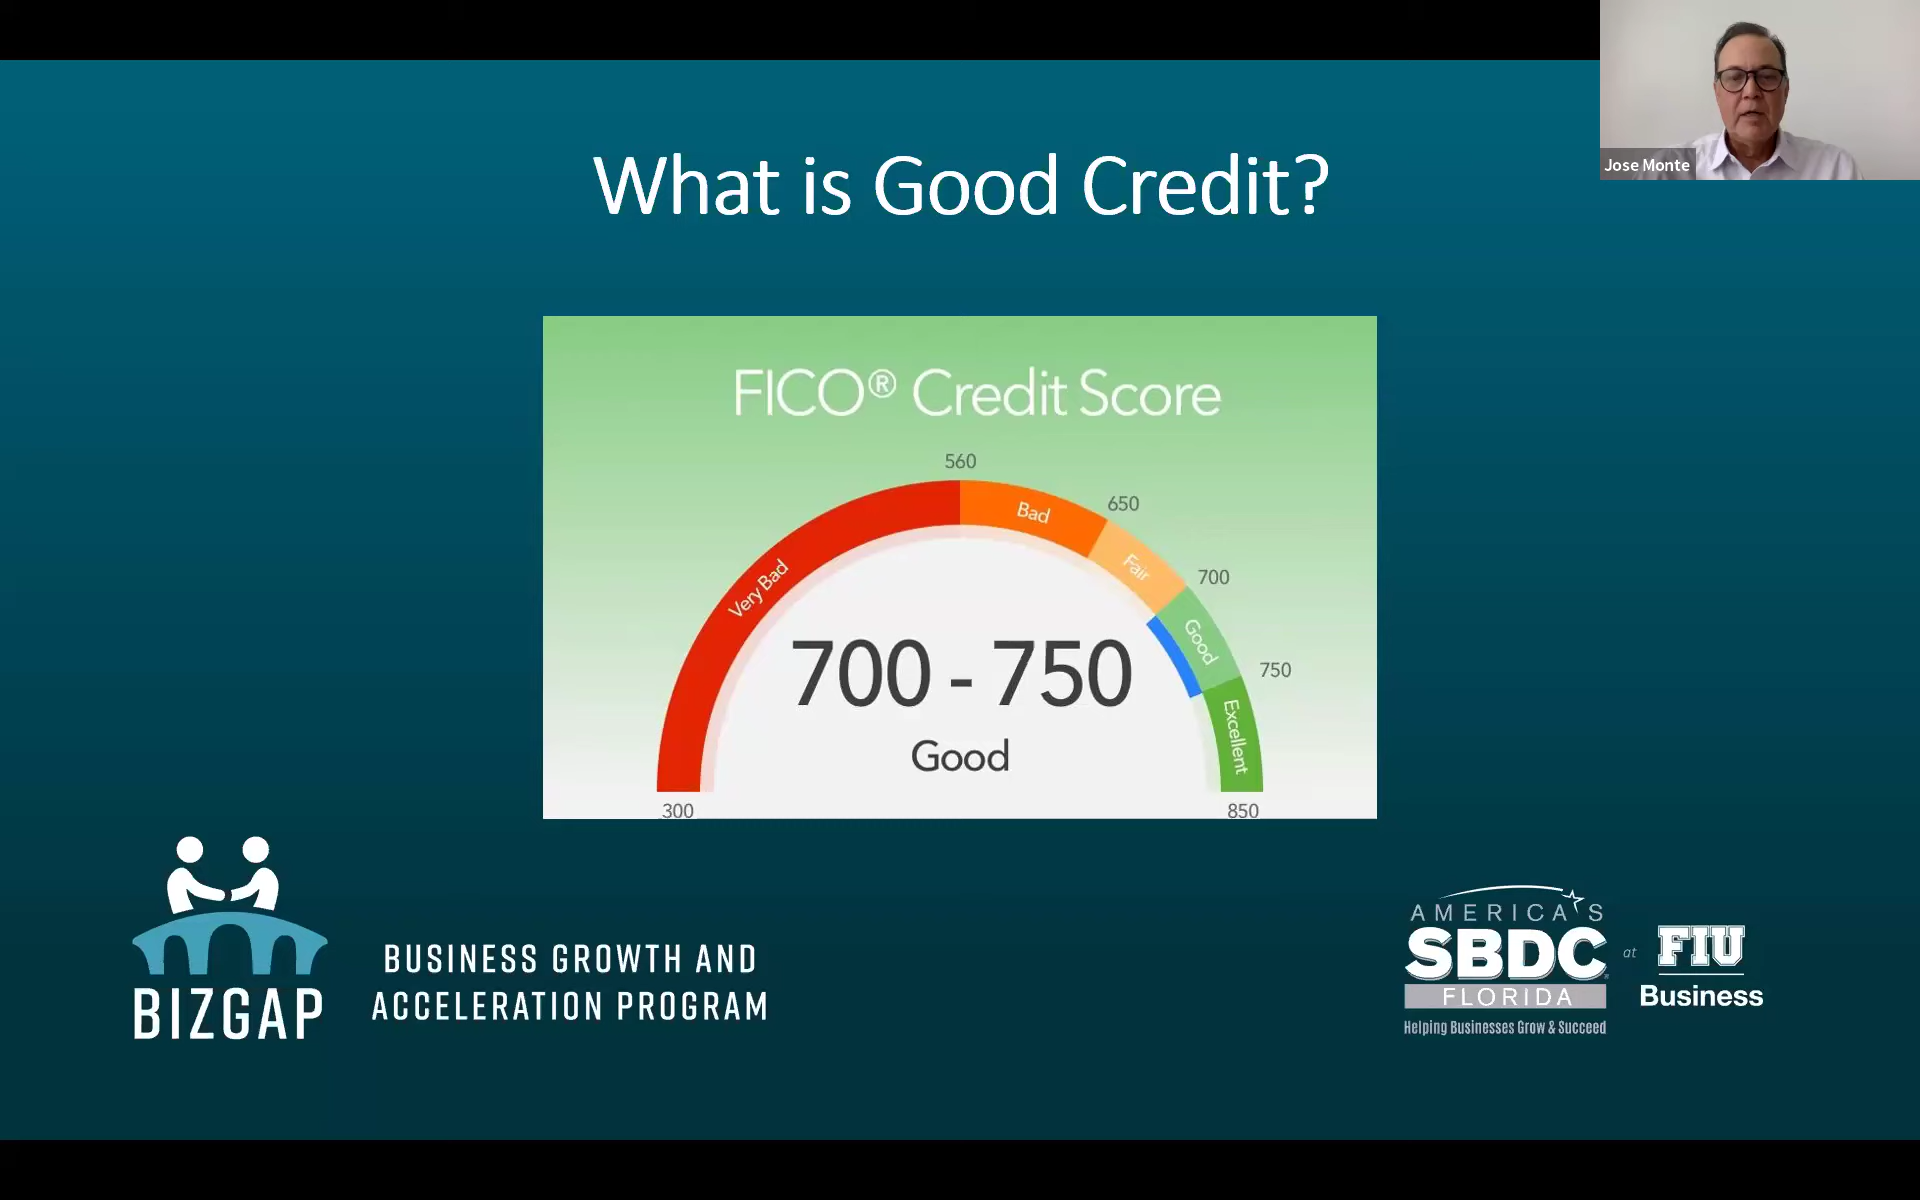 Jose Monte
What is Good Credit?
FICO® Credit Score
560
Bad
650
Fair
700
Very Bad
Good
750
700 - 750
Excellent
Good
300
850
BIZGAP
BUSINESS GROWTH AND
ACCELERATION PROGRAM
AMERICA'S
SBDC
FLORIDA
Helping Businesses Grow & Succeed
at
FIU
Business